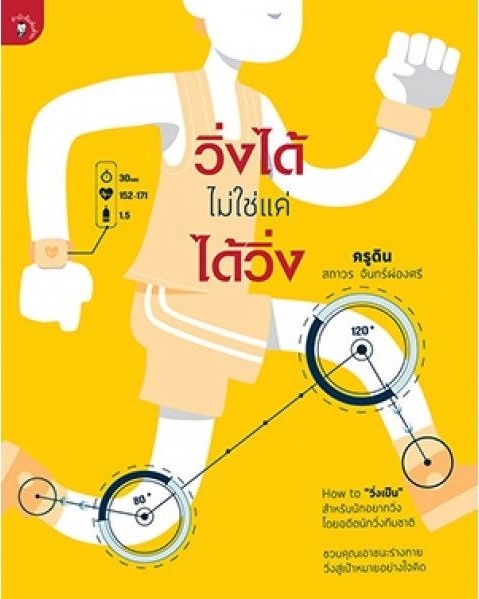 30min
152-171
1.5
วิ่งได้
ไม่ใช่แค่
ได้วิ่ง
ครูดิน
สถาวร จันทร์ผ่องศรี
120°
80°
How to "วิ่งเป็น"
สำหรับนักอยากวิ่ง
โดยอดีตนักวิ่งทีมชาติ
ชวนคุณเอาชนะร่างกาย
วิ่งสู่เป้าหมายอย่างใจคิด